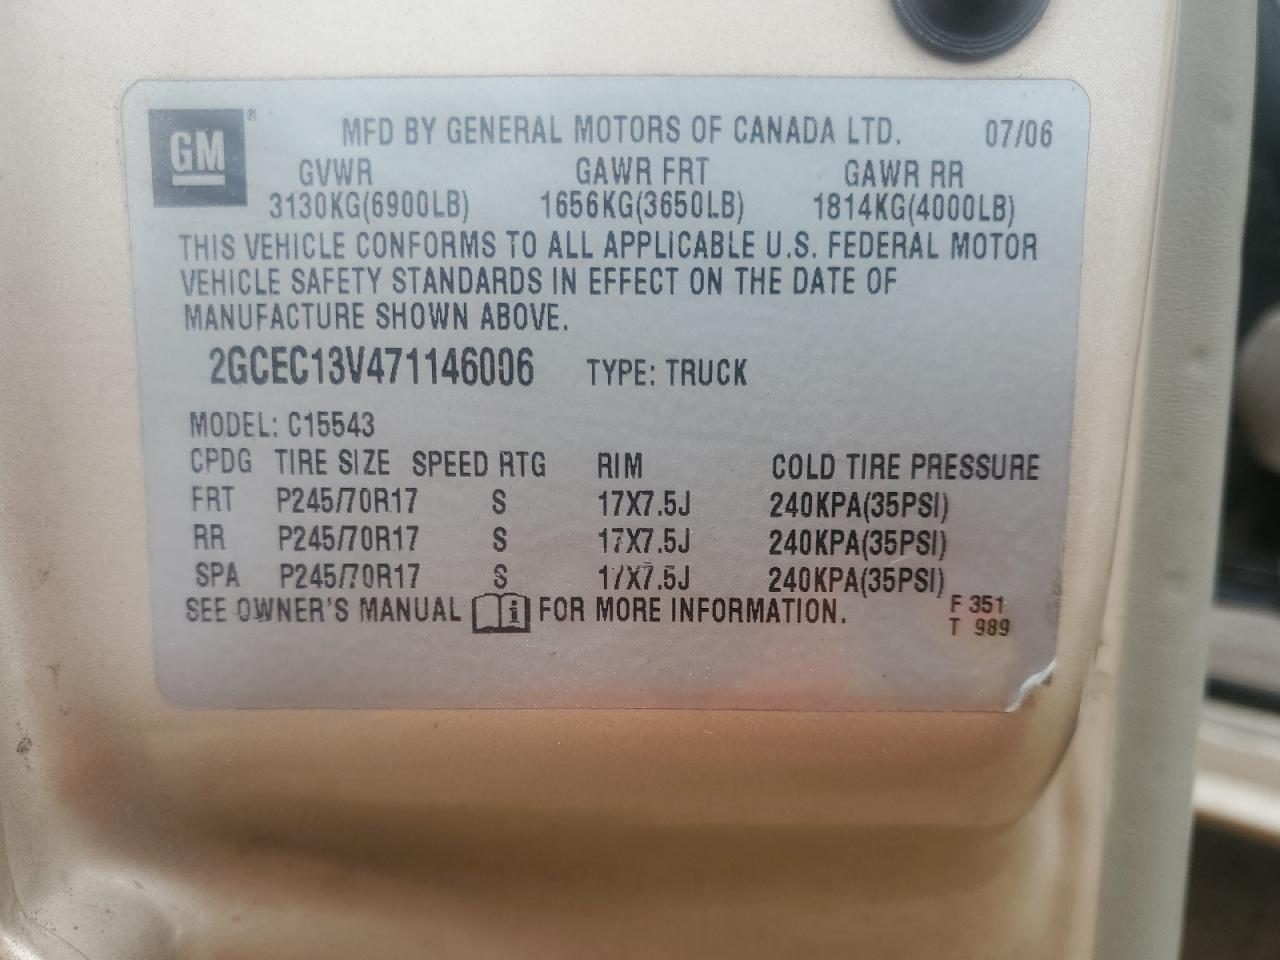 GM ®
MFD BY GENERAL MOTORS OF CANADA LTD. 07/06
GVWR GAWR FRT GAWR RR
3130KG(6900LB) 1656KG(3650LB) 1814KG(4000LB)
THIS VEHICLE CONFORMS TO ALL APPLICABLE U.S. FEDERAL MOTOR
VEHICLE SAFETY STANDARDS IN EFFECT ON THE DATE OF
MANUFACTURE SHOWN ABOVE.
2GCEC13V471146006 TYPE: TRUCK
MODEL: C15543
CPDG TIRE SIZE SPEED RTG RIM COLD TIRE PRESSURE
FRT P245/70R17 S 17X7.5J 240KPA(35PSI)
RR P245/70R17 S 17X7.5J 240KPA(35PSI)
SPA P245/70R17 S 17X7.5J 240KPA(35PSI)
SEE OWNER'S MANUAL i FOR MORE INFORMATION.
F 351
T 989